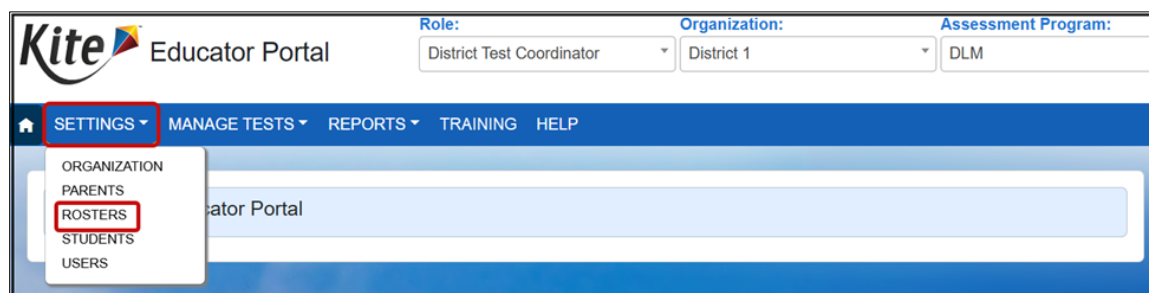 Kite Educator Portal
Role:
District Test Coordinator
Organization:
District 1
Assessment Program:
DLM
SETTINGS MANAGE TESTS REPORTS TRAINING HELP
ORGANIZATION
PARENTS
ROSTERS
STUDENTS
USERS
Portal